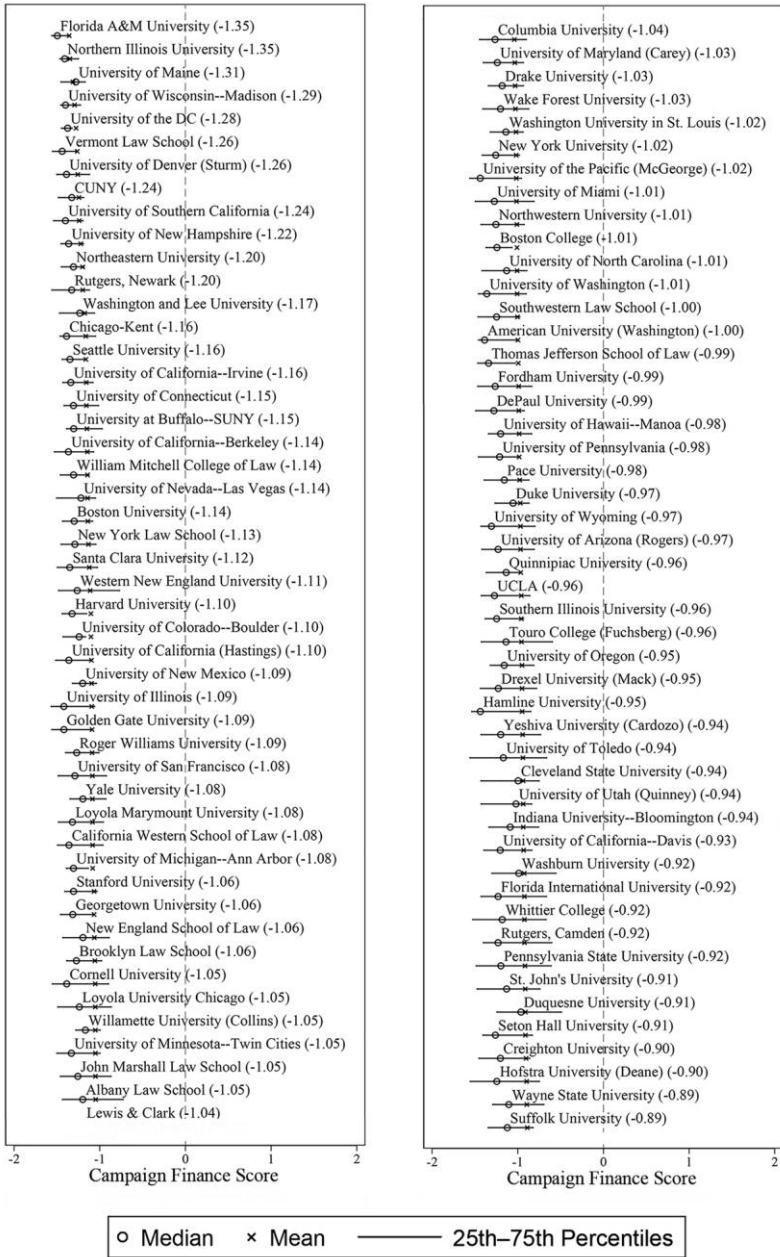 Florida A&M University (-1.35)
Northern Illinois University (-1.35)
University of Maine (-1.31)
University of Wisconsin--Madison (-1.29)
University of the DC (-1.28)
Vermont Law School (-1.26)
University of Denver (Sturm) (-1.26)
CUNY (-1.24)
University of Southern California (-1.24)
University of New Hampshire (-1.22)
Northeastern University (-1.20)
Rutgers, Newark (-1.20)
Washington and Lee University (-1.17)
Chicago-Kent (-1.16)
Seattle University (-1.16)
University of California--Irvine (-1.16)
University of Connecticut (-1.15)
University at Buffalo--SUNY (-1.15)
University of California--Berkeley (-1.14)
William Mitchell College of Law (-1.14)
University of Nevada--Las Vegas (-1.14)
Boston University (-1.14)
New York Law School (-1.13)
Santa Clara University (-1.12)
Western New England University (-1.11)
Harvard University (-1.10)
University of Colorado--Boulder (-1.10)
University of California (Hastings) (-1.10)
University of New Mexico (-1.09)
University of Illinois (-1.09)
Golden Gate University (-1.09)
Roger Williams University (-1.09)
University of San Francisco (-1.08)
Yale University (-1.08)
Loyola Marymount University (-1.08)
California Western School of Law (-1.08)
University of Michigan--Ann Arbor (-1.08)
Stanford University (-1.06)
Georgetown University (-1.06)
New England School of Law (-1.06)
Brooklyn Law School (-1.06)
Cornell University (-1.05)
Loyola University Chicago (-1.05)
Willamette University (Collins) (-1.05)
University of Minnesota--Twin Cities (-1.05)
John Marshall Law School (-1.05)
Albany Law School (-1.05)
Lewis & Clark (-1.04)
-2 -1 0 1 2
Campaign Finance Score
Columbia University (-1.04)
University of Maryland (Carey) (-1.03)
Drake University (-1.03)
Wake Forest University (-1.03)
Washington University in St. Louis (-1.02)
New York University (-1.02)
University of the Pacific (McGeorge) (-1.02)
University of Miami (-1.01)
Northwestern University (-1.01)
Boston College (-1.01)
University of North Carolina (-1.01)
University of Washington (-1.01)
Southwestern Law School (-1.00)
American University (Washington) (-1.00)
Thomas Jefferson School of Law (-0.99)
Fordham University (-0.99)
DePaul University (-0.99)
University of Hawaii--Manoa (-0.98)
University of Pennsylvania (-0.98)
Pace University (-0.98)
Duke University (-0.97)
University of Wyoming (-0.97)
University of Arizona (Rogers) (-0.97)
Quinnipiac University (-0.96)
UCLA (-0.96)
Southern Illinois University (-0.96)
Touro College (Fuchsberg) (-0.96)
University of Oregon (-0.95)
Drexel University (Mack) (-0.95)
Hamline University (-0.95)
Yeshiva University (Cardozo) (-0.94)
University of Toledo (-0.94)
Cleveland State University (-0.94)
University of Utah (Quinney) (-0.94)
Indiana University--Bloomington (-0.94)
University of California--Davis (-0.93)
Washburn University (-0.92)
Florida International University (-0.92)
Whittier College (-0.92)
Rutgers, Camden (-0.92)
Pennsylvania State University (-0.92)
St. John's University (-0.91)
Duquesne University (-0.91)
Seton Hall University (-0.91)
Creighton University (-0.90)
Hofstra University (Deane) (-0.90)
Wayne State University (-0.89)
Suffolk University (-0.89)
-2 -1 0 1 2
Campaign Finance Score
Median Mean 25th–75th Percentiles